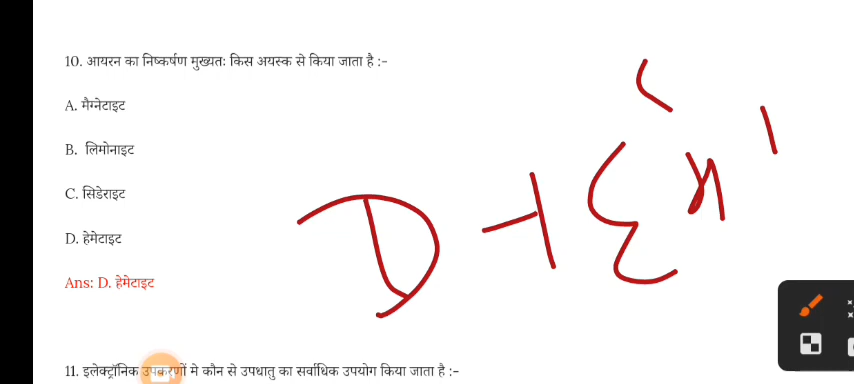 10. आयरन का निष्कर्षण मुख्यतः किस अयस्क से किया जाता है :-
A. मैग्नेटाइट
B. लिमोनाइट
C. सिडेराइट
D. हेमेटाइट
Ans: D. हेमेटाइट
11. इलेक्ट्रॉनिक उपकरणों मे कौन से उपधातु का सर्वाधिक उपयोग किया जाता है :-